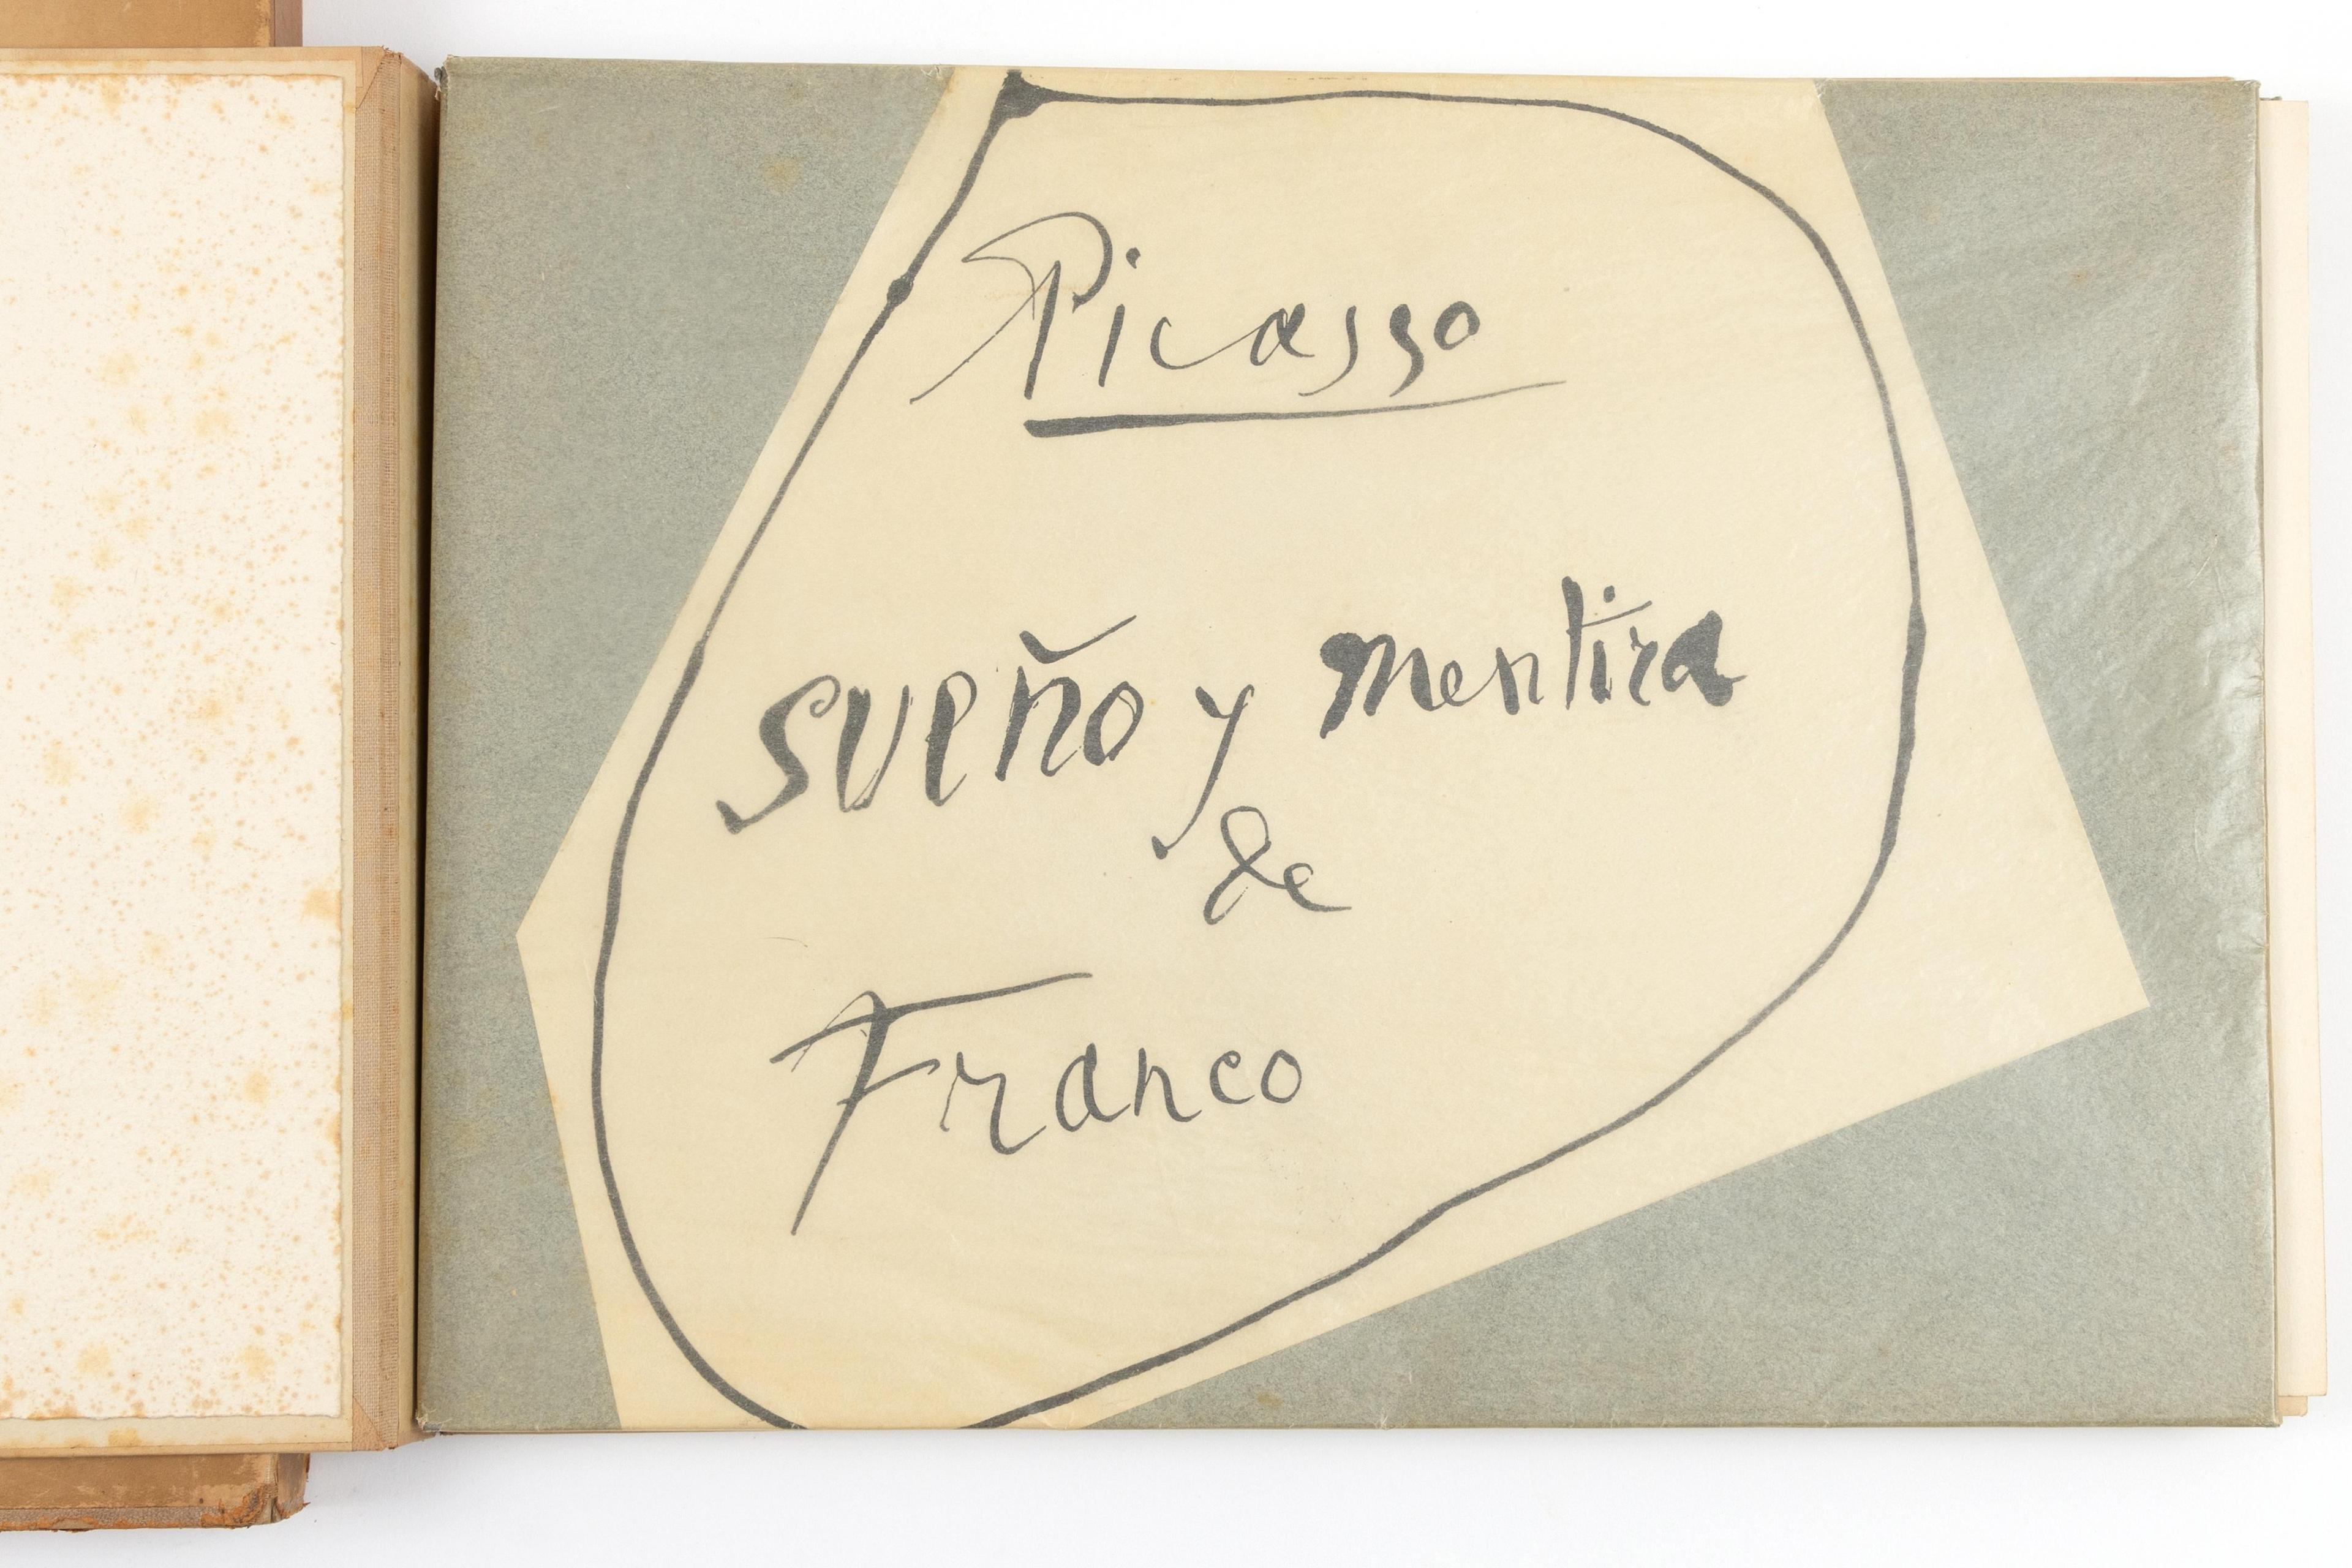 Picasso
sueño y mentira
de
Franco